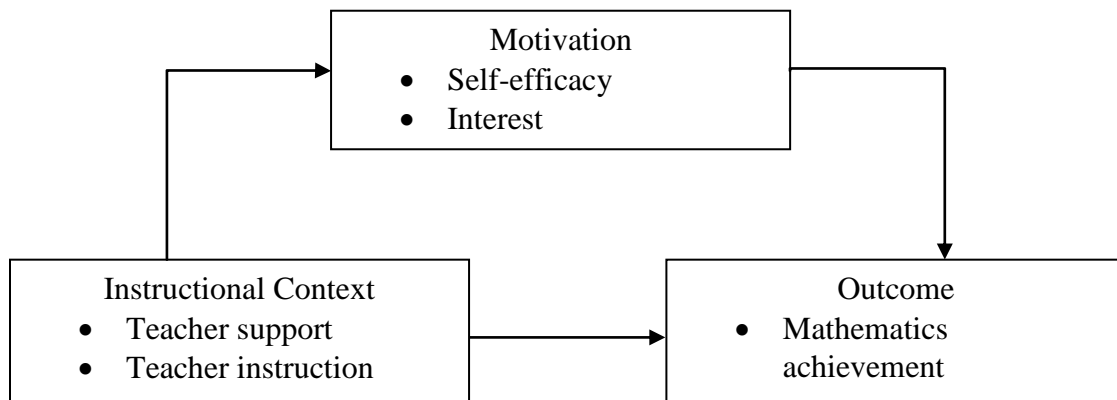 Motivation
• Self-efficacy
• Interest
Instructional Context
• Teacher support
• Teacher instruction
Outcome
• Mathematics
achievement